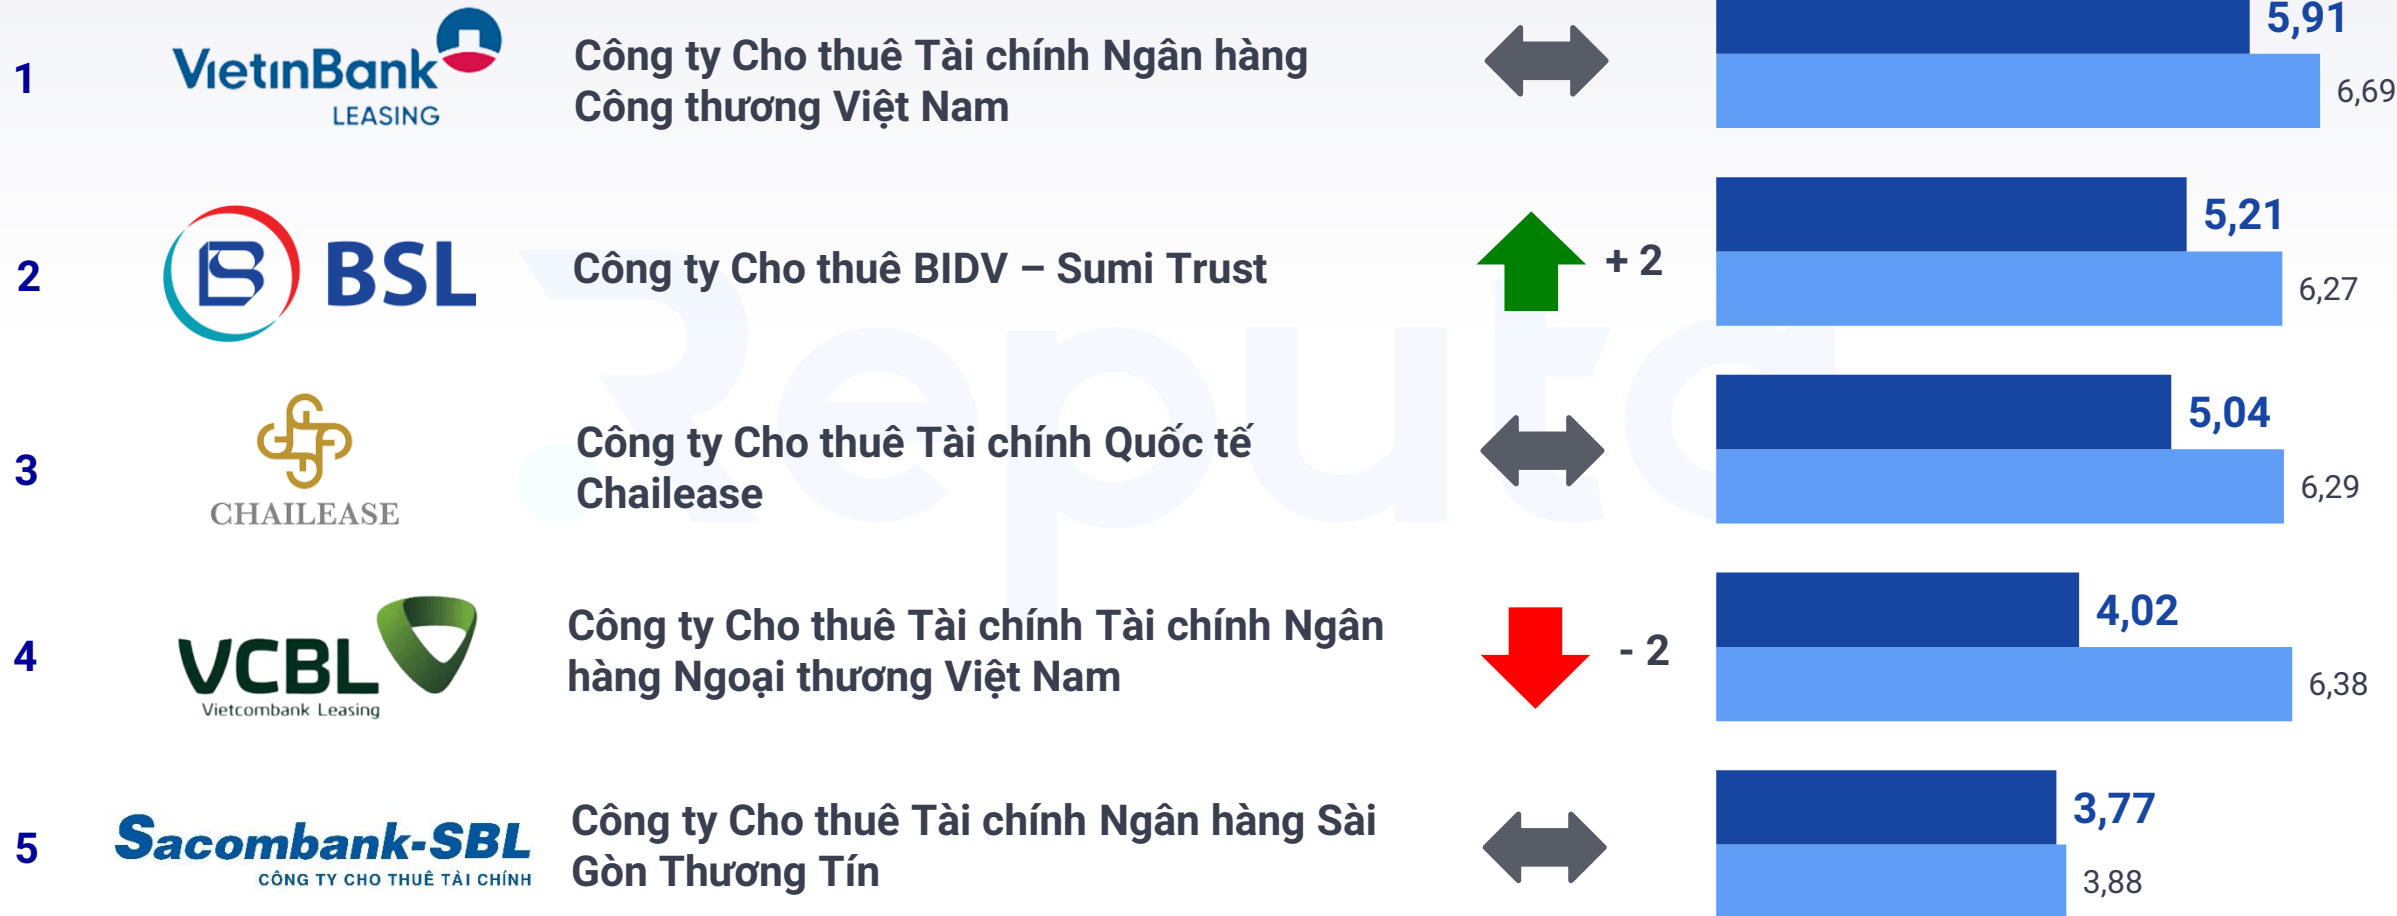 1
VietinBank
LEASING
Công ty Cho thuê Tài chính Ngân hàng
Công thương Việt Nam
5,91
6,69
2
BSL
Công ty Cho thuê BIDV – Sumi Trust
+ 2
5,21
6,27
Reputa
3
CHAILEASE
Công ty Cho thuê Tài chính Quốc tế
Chailease
5,04
6,29
4
VCBL
Vietcombank Leasing
Công ty Cho thuê Tài chính Tài chính Ngân
hàng Ngoại thương Việt Nam
- 2
4,02
6,38
5
Sacombank-SBL
CÔNG TY CHO THUÊ TÀI CHÍNH
Công ty Cho thuê Tài chính Ngân hàng Sài
Gòn Thương Tín
3,77
3,88